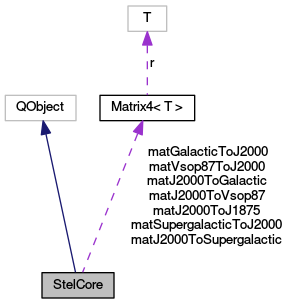 T
r
QObject
Matrix4< T >
matGalacticToJ2000
matVsop87ToJ2000
matJ2000ToGalactic
matJ2000ToVsop87
matJ2000ToJ1875
matSupergalacticToJ2000
matJ2000ToSupergalactic
StelCore